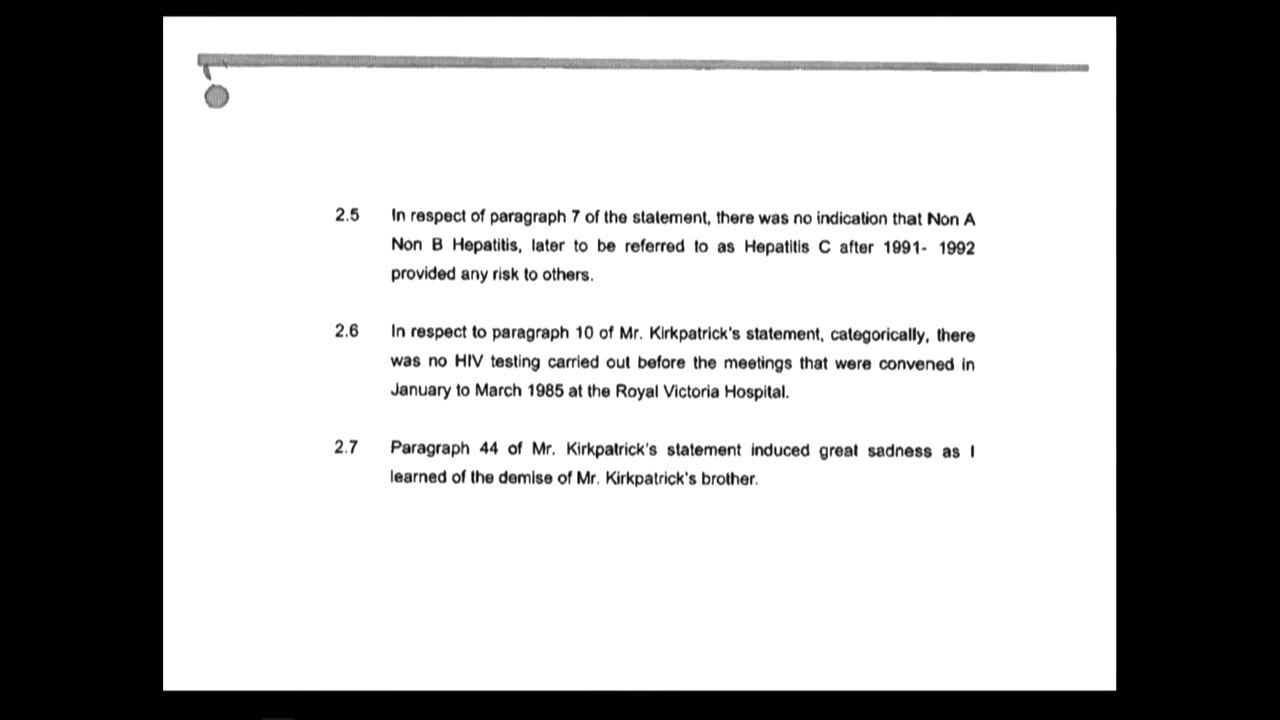 2.5 In respect of paragraph 7 of the statement, there was no indication that Non A
Non B Hepatitis, later to be referred to as Hepatitis C after 1991- 1992
provided any risk to others.
2.6 In respect to paragraph 10 of Mr. Kirkpatrick's statement, categorically, there
was no HIV testing carried out before the meetings that were convened in
January to March 1985 at the Royal Victoria Hospital.
2.7 Paragraph 44 of Mr. Kirkpatrick's statement induced great sadness as I
learned of the demise of Mr. Kirkpatrick's brother.